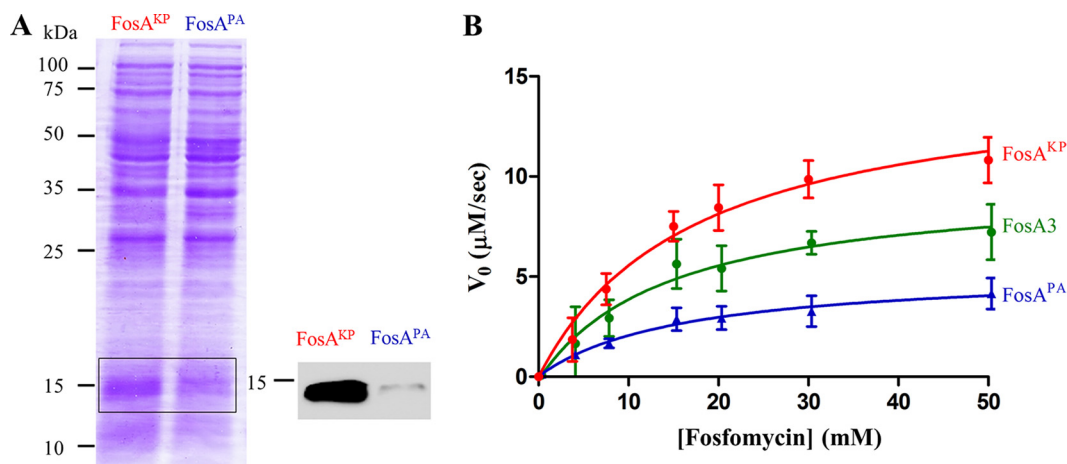 A
kDa
FosA^KP FosA^PA
100
75
50
35
25
15
10
FosA^KP FosA^PA
15
B
V0 (μM/sec)
15
10
5
0
0 10 20 30 40 50
[Fosfomycin] (mM)
FosA^KP
FosA3
FosA^PA